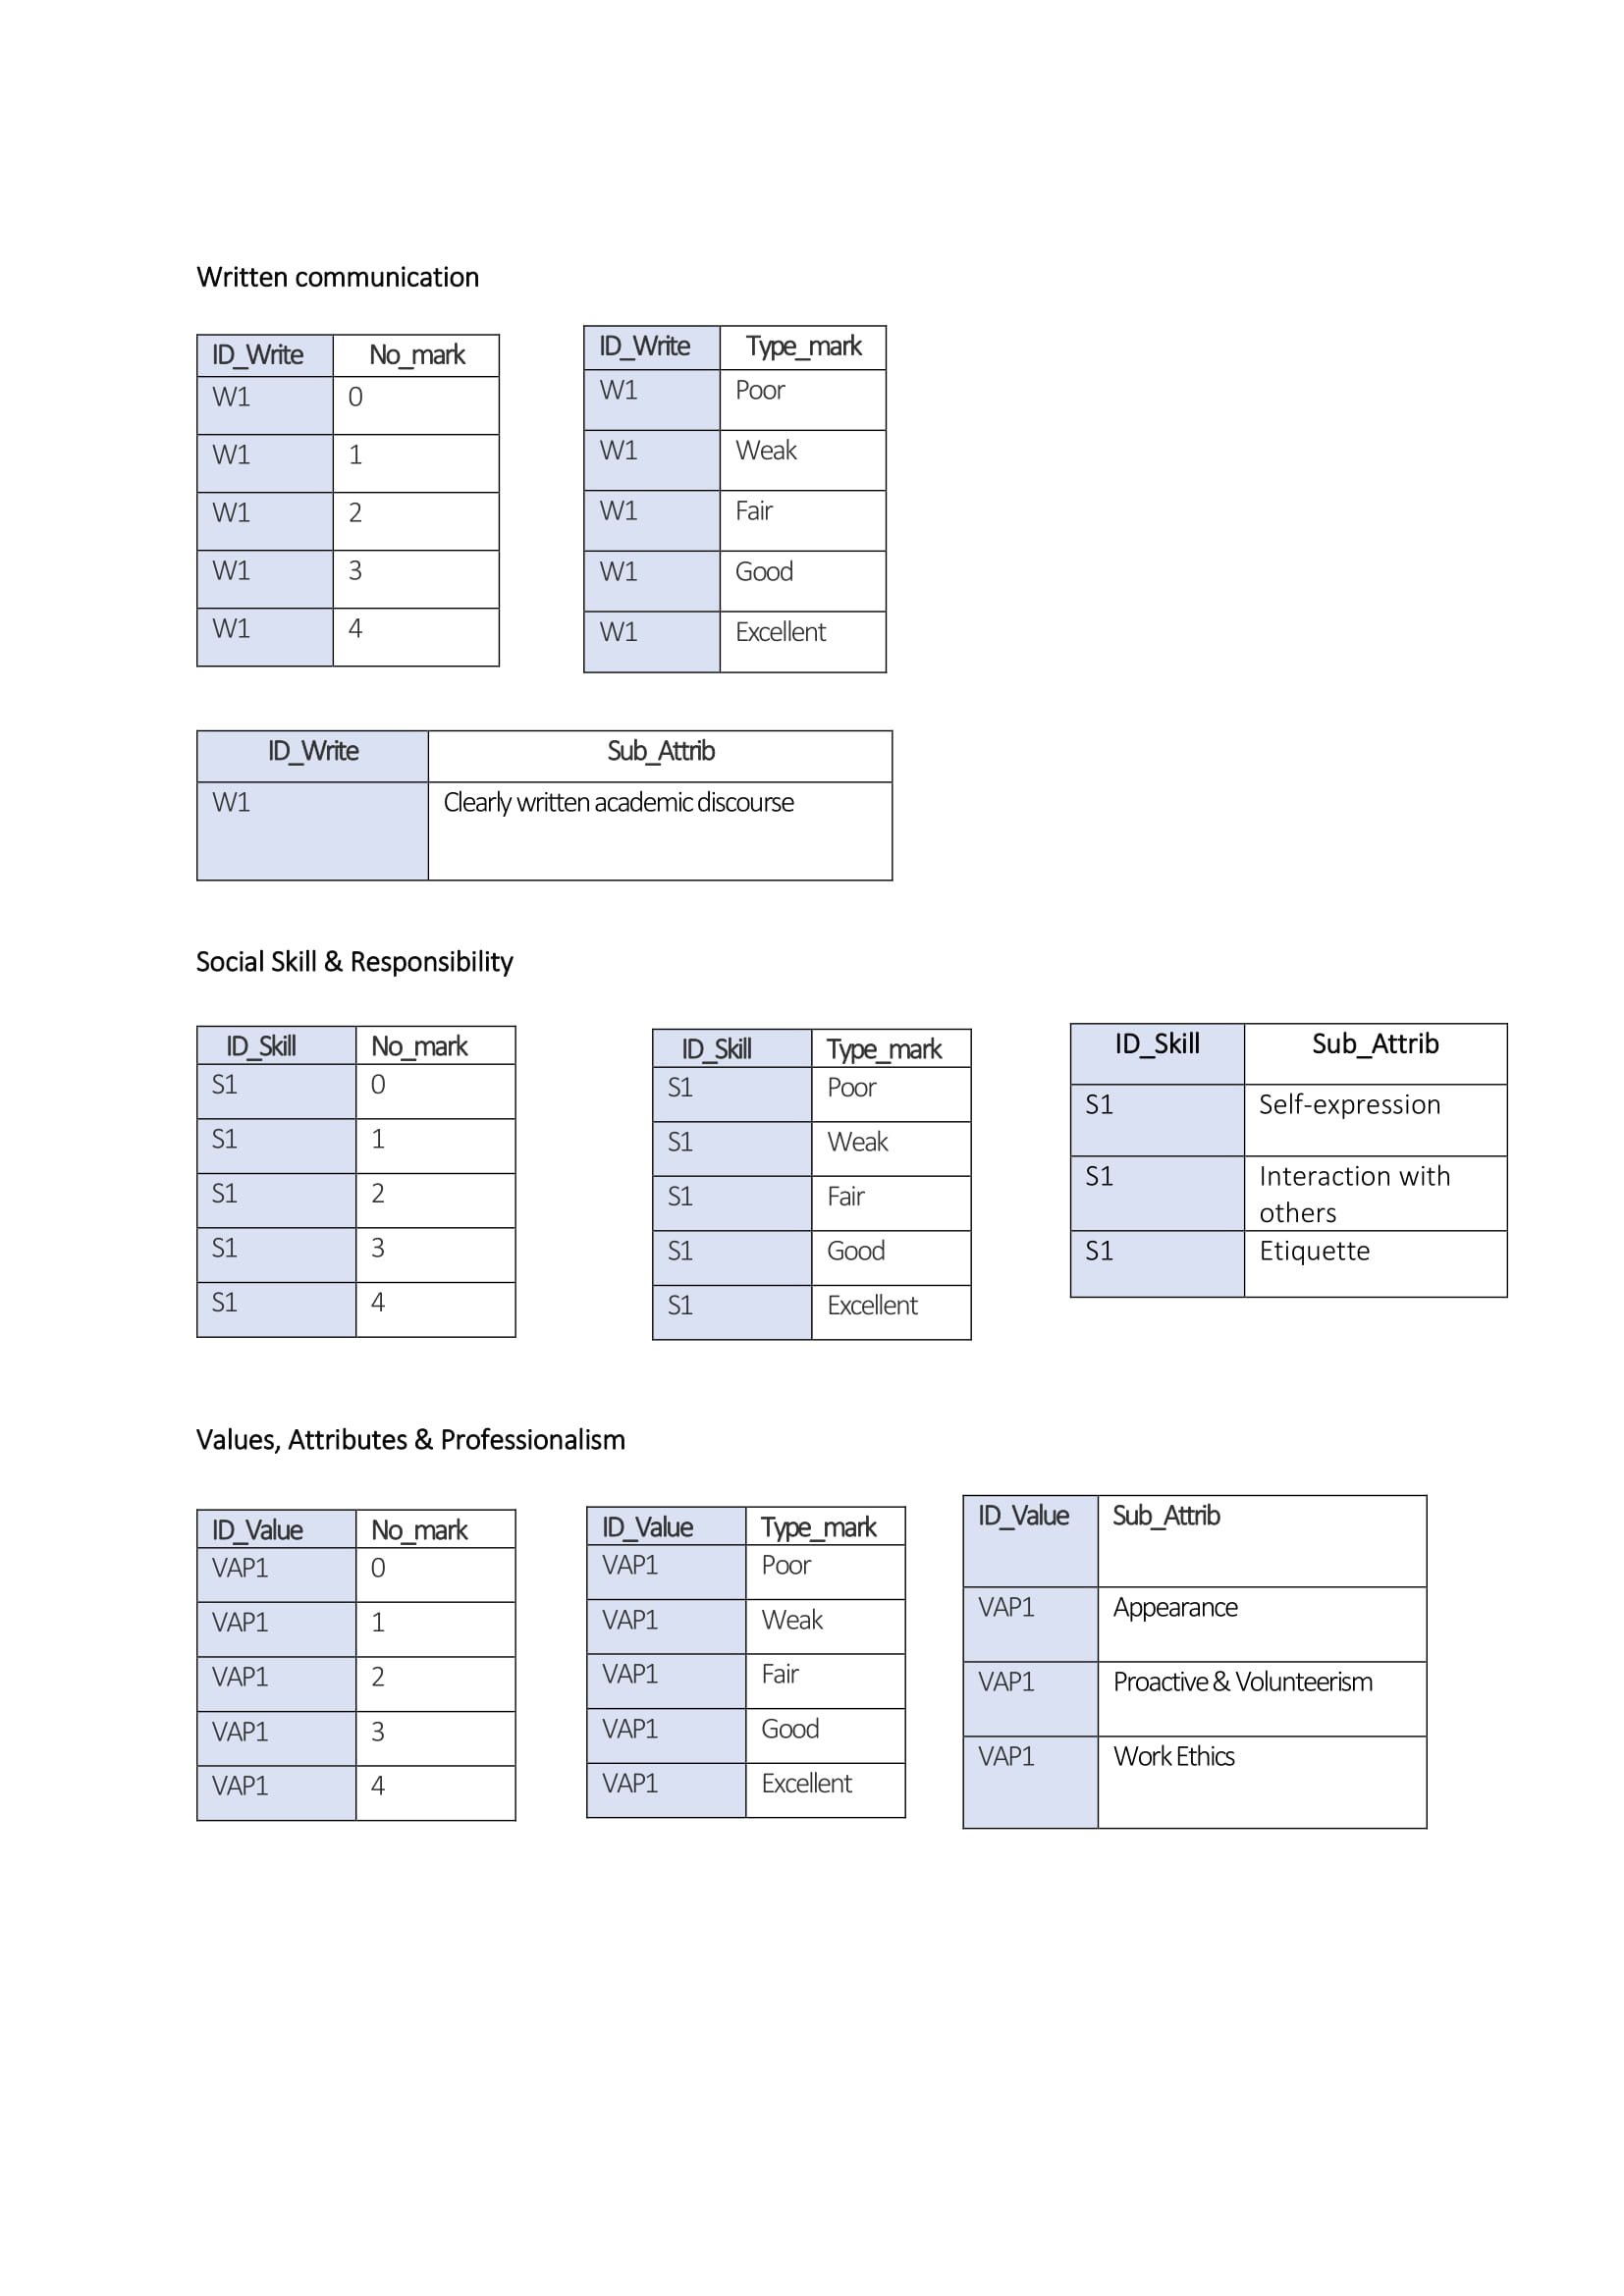 Written communication
ID_Write No_mark
W1 0
W1 1
W1 2
W1 3
W1 4
ID_Write Type_mark
W1 Poor
W1 Weak
W1 Fair
W1 Good
W1 Excellent
ID_Write Sub_Attrib
W1 Clearly written academic discourse
Social Skill & Responsibility
ID_Skill No_mark
S1 0
S1 1
S1 2
S1 3
S1 4
ID_Skill Type_mark
S1 Poor
S1 Weak
S1 Fair
S1 Good
S1 Excellent
ID_Skill Sub_Attrib
S1 Self-expression
S1 Interaction with
others
S1 Etiquette
Values, Attributes & Professionalism
ID_Value No_mark
VAP1 0
VAP1 1
VAP1 2
VAP1 3
VAP1 4
ID_Value Type_mark
VAP1 Poor
VAP1 Weak
VAP1 Fair
VAP1 Good
VAP1 Excellent
ID_Value Sub_Attrib
VAP1 Appearance
VAP1 Proactive & Volunteerism
VAP1 Work Ethics